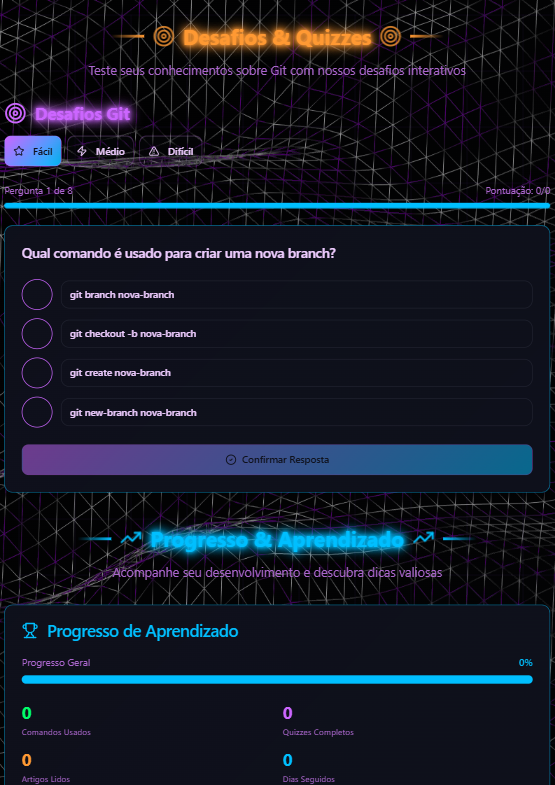 Desafios & Quizzes
Teste seus conhecimentos sobre Git com nossos desafios interativos
Desafios Git
Fácil Médio Difícil
Pergunta 1 de 8 Pontuação: 0/0
Qual comando é usado para criar uma nova branch?
git branch nova-branch
git checkout -b nova-branch
git create nova-branch
git new-branch nova-branch
Confirmar Resposta
Progresso & Aprendizado
Acompanhe seu desenvolvimento e descubra dicas valiosas
Progresso de Aprendizado
Progresso Geral 0%
0 0
Comandos Usados Quizzes Completos
0 0
Artigos Lidos Dias Seguidos